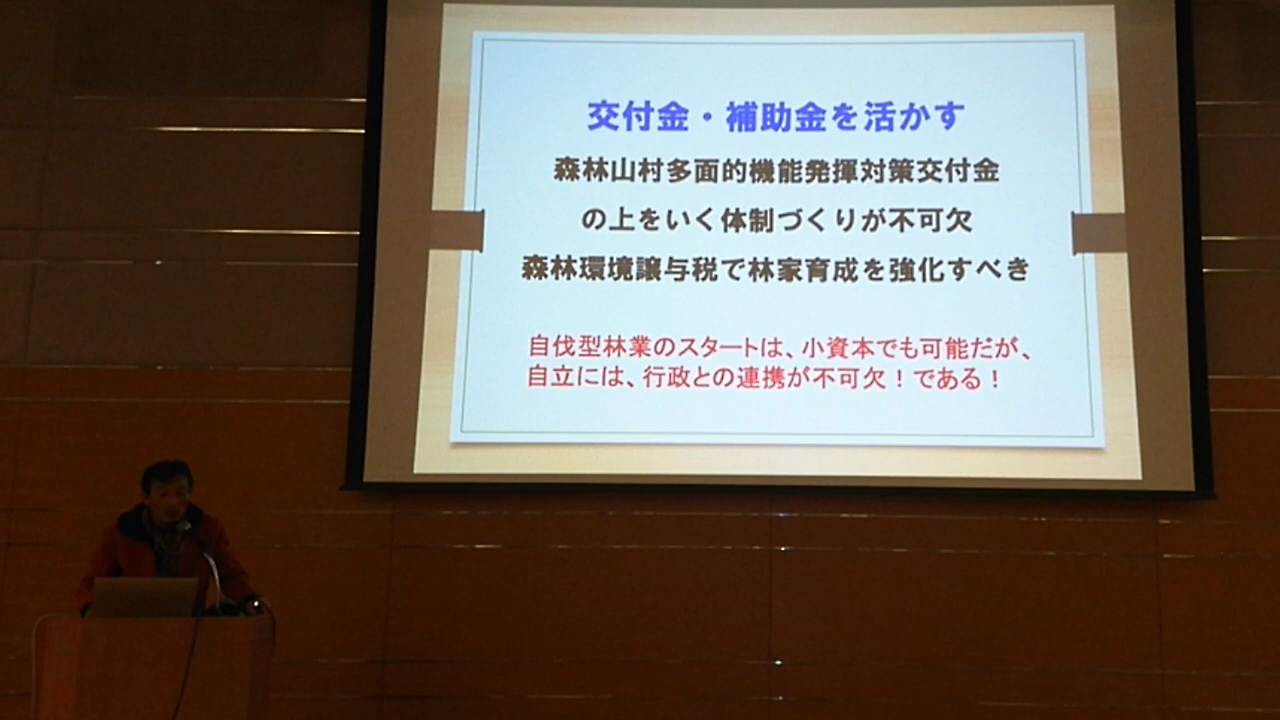 交付金・補助金を活かす
森林山村多面的機能発揮対策交付金
の上をいく体制づくりが不可欠
森林環境譲与税で林家育成を強化すべき
自伐型林業のスタートは、小資本でも可能だが、
自立には、行政との連携が不可欠！である！